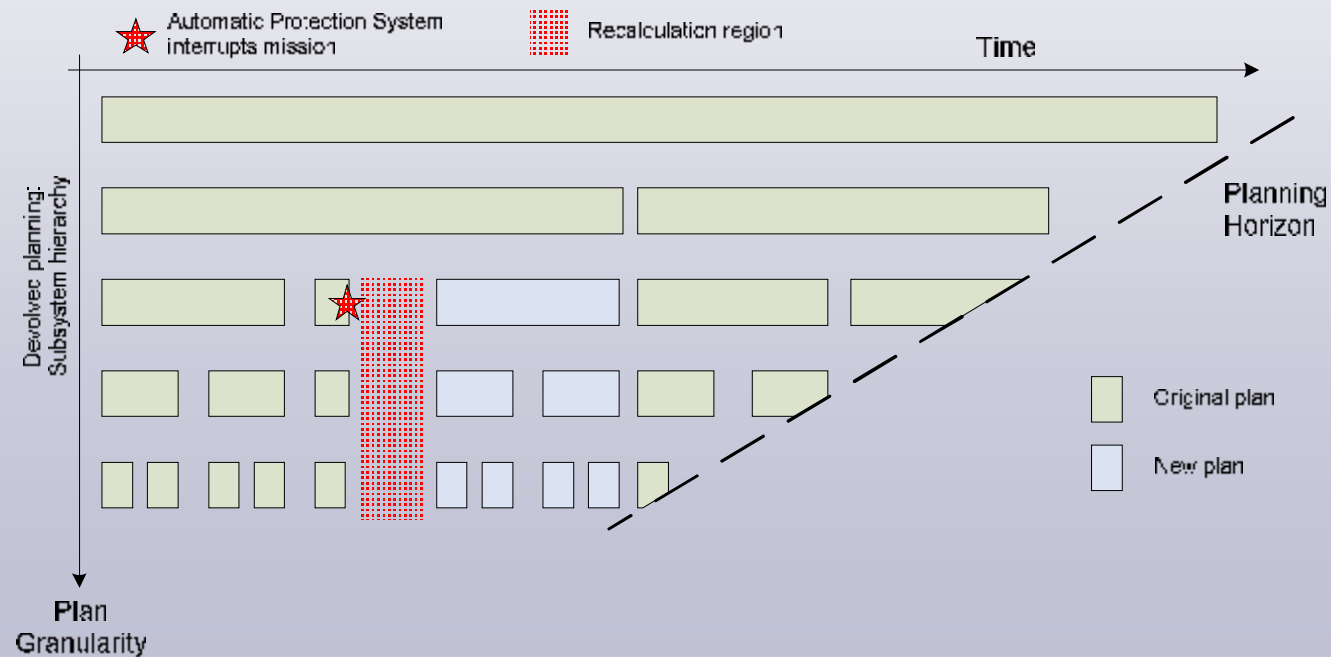 Automatic Protection System
interrupts mission
Recalculation region
Time
Devolved planning:
Subsystem hierarchy
Planning
Horizon
Original plan
New plan
Plan
Granularity